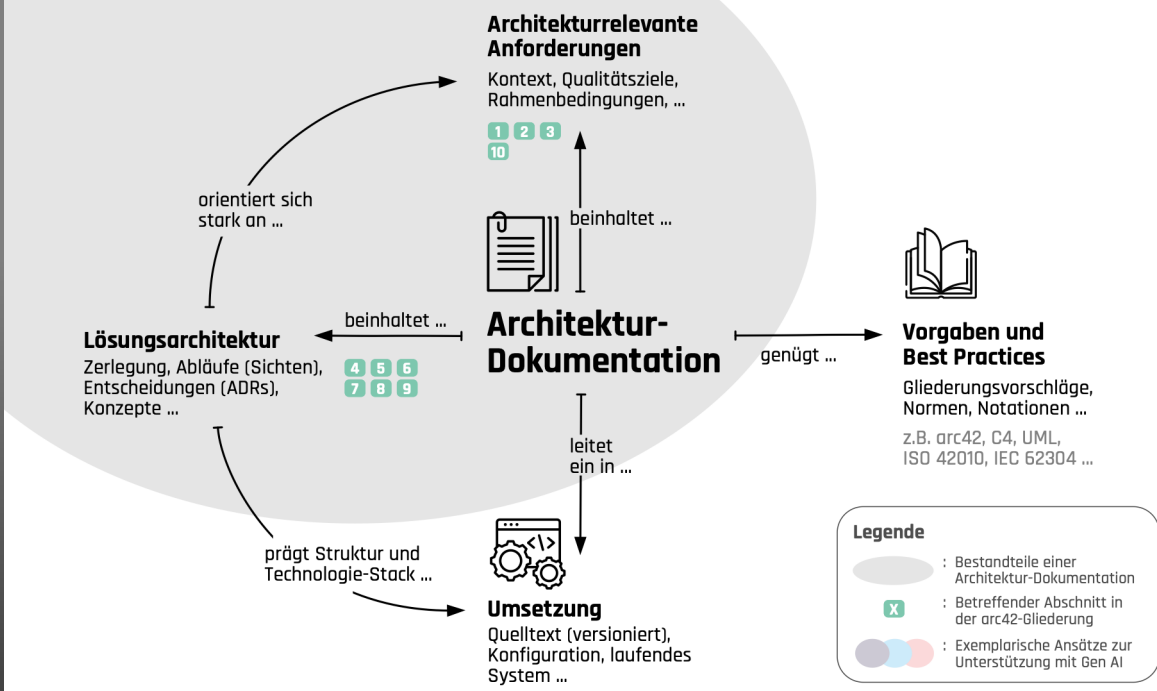 Architekturrelevante
Anforderungen
Kontext, Qualitätsziele,
Rahmenbedingungen, ...
1 2 3
10
orientiert sich
stark an ...
beinhaltet ...
Lösungsarchitektur
Zerlegung, Abläufe (Sichten),
Entscheidungen (ADRs),
Konzepte ...
beinhaltet ...
4 5 6
7 8 9
Architektur-
Dokumentation
genügt ...
Vorgaben und
Best Practices
Gliederungsvorschläge,
Normen, Notationen ...
z.B. arc42, C4, UML,
ISO 42010, IEC 62304 ...
leitet
ein in ...
prägt Struktur und
Technologie-Stack ...
</>
Umsetzung
Quelltext (versioniert),
Konfiguration, laufendes
System ...
Legende
: Bestandteile einer
Architektur-Dokumentation
X : Betreffender Abschnitt in
der arc42-Gliederung
: Exemplarische Ansätze zur
Unterstützung mit Gen AI